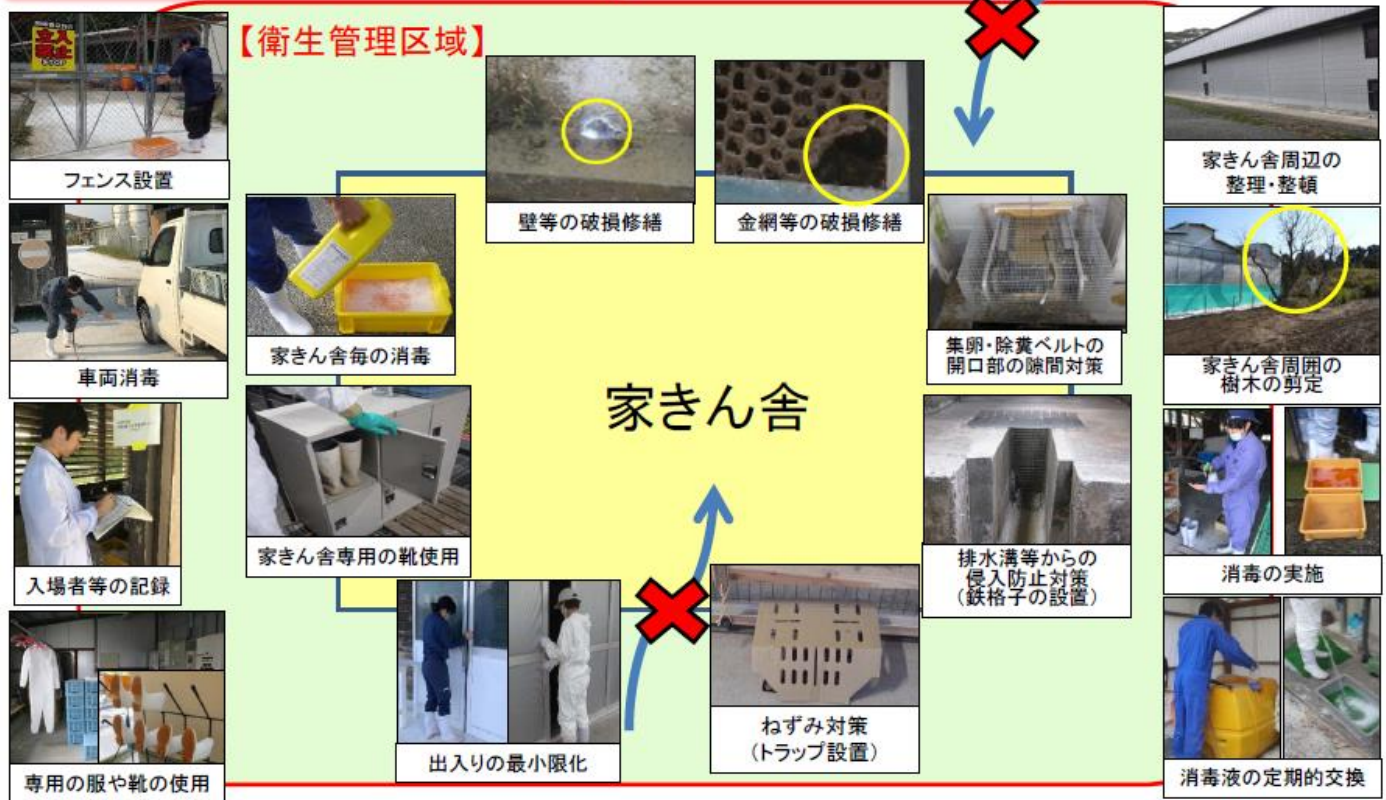 【衛生管理区域】
立入
禁止
フェンス設置
壁等の破損修繕
金網等の破損修繕
家きん舎周辺の
整理・整頓
車両消毒
家きん舎毎の消毒
集卵・除糞ベルトの
開口部の隙間対策
家きん舎周囲の
樹木の剪定
家きん舎
入場者等の記録
家きん舎専用の靴使用
排水溝等からの
侵入防止対策
(鉄格子の設置)
消毒の実施
専用の服や靴の使用
出入りの最小限化
ねずみ対策
(トラップ設置)
消毒液の定期的交換